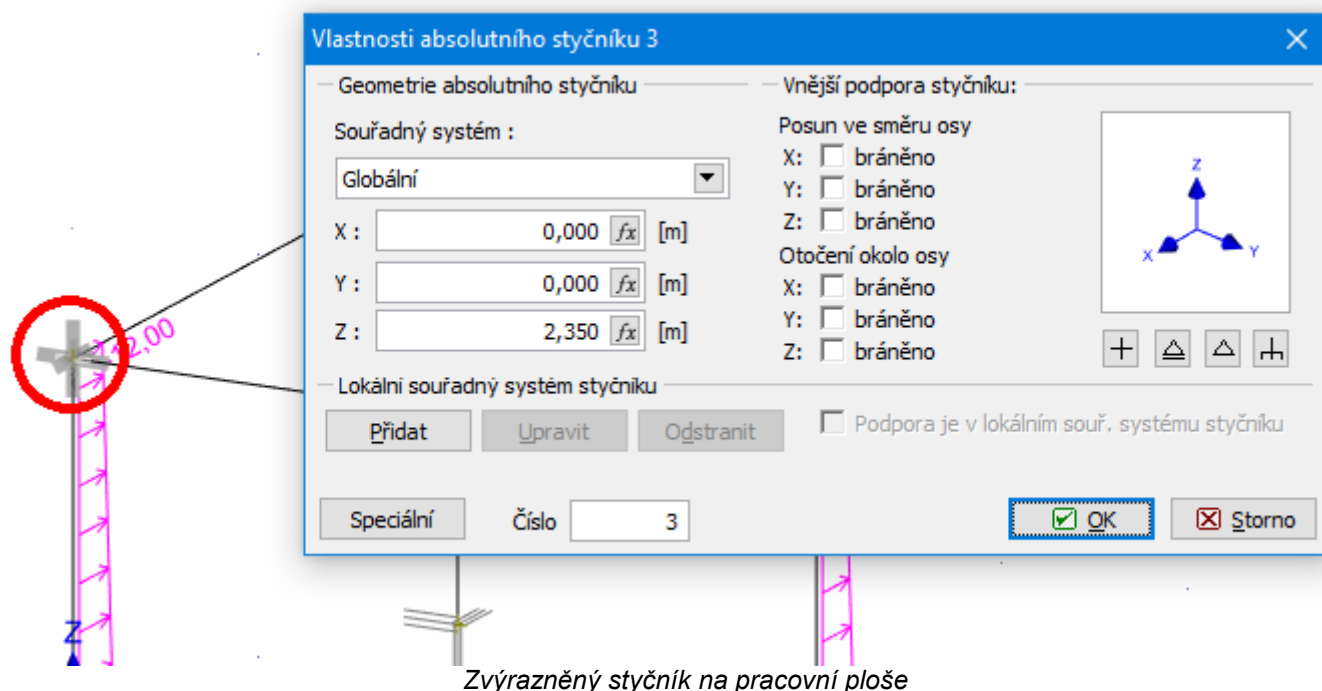 Vlastnosti absolutního styčníku 3
Geometrie absolutního styčníku
Souřadný systém :
Globální
X : 0,000 fx [m]
Y : 0,000 fx [m]
Z : 2,350 fx [m]
Vnější podpora styčníku:
Posun ve směru osy
X: bráněno
Y: bráněno
Z: bráněno
Otočení okolo osy
X: bráněno
Y: bráněno
Z: bráněno
Z
X Y
Lokální souřadný systém styčníku
Přidat Upravit Odstranit
Podpora je v lokálním souř. systému styčníku
Speciální Číslo 3 OK Storno
2,00
Z
Zvýrazněný styčník na pracovní ploše